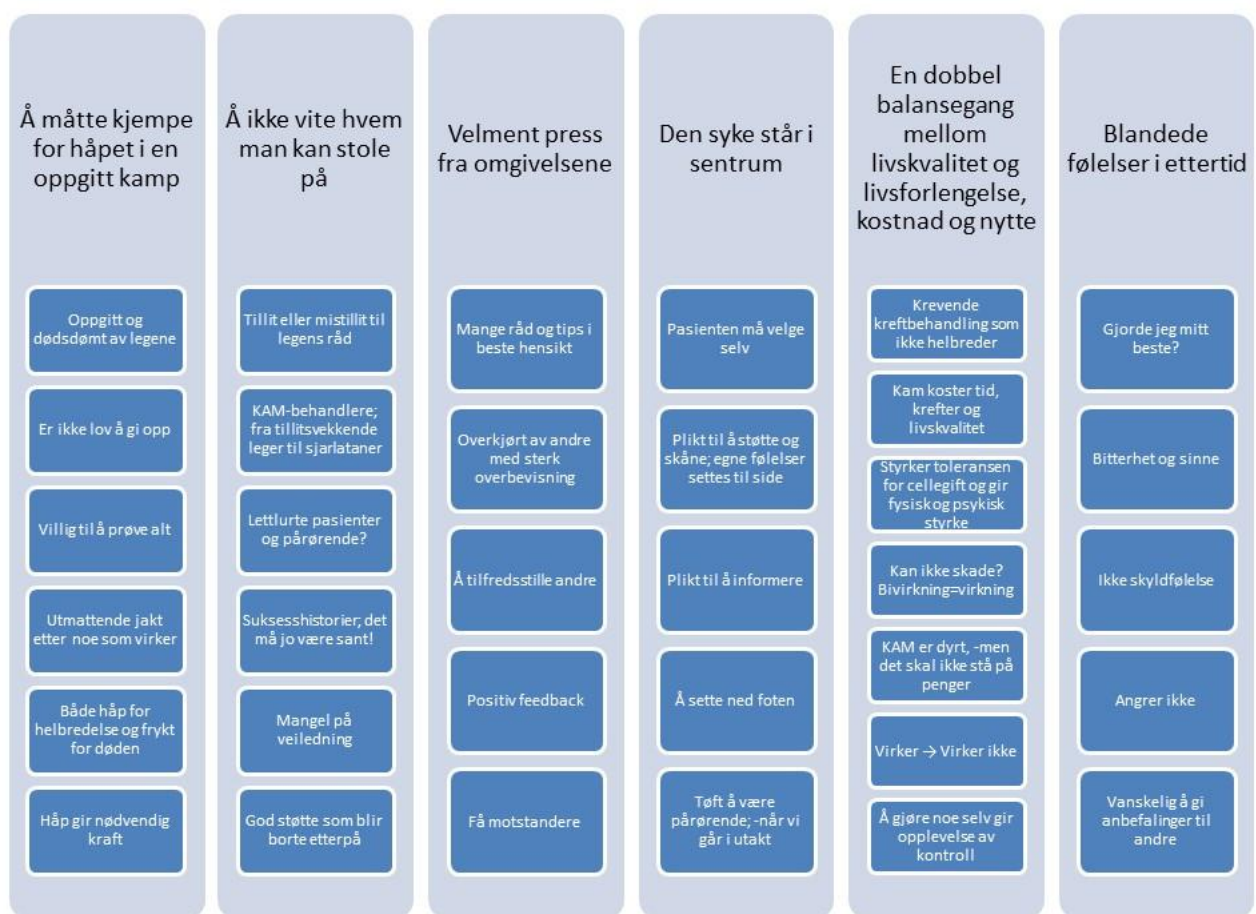 Å måtte kjempe
for håpet i en
oppgitt kamp
Oppgitt og
dødsdømt av legene
Er ikke lov å gi opp
Villig til å prøve alt
Utmattende jakt
etter noe som virker
Både håp for
helbredelse og frykt
for døden
Håp gir nødvendig
kraft
Å ikke vite hvem
man kan stole
på
Tillit eller mistillit til
legens råd
KAM-behandlere;
fra tillitsvekkende
leger til sjarlataner
Lettlurte pasienter
og pårørende?
Suksesshistorier; det
må jo være sant!
Mangel på
veiledning
God støtte som blir
borte etterpå
Velment press
fra omgivelsene
Mange råd og tips i
beste hensikt
Overkjørt av andre
med sterk
overbevisning
Å tilfredsstille andre
Positiv feedback
Få motstandere
Den syke står i
sentrum
Pasienten må velge
selv
Plikt til å støtte og
skåne; egne følelser
settes til side
Plikt til å informere
Å sette ned foten
Tøft å være
pårørende; -når vi
går i utakt
En dobbel
balansegang
mellom
livskvalitet og
livsforlengelse,
kostnad og nytte
Krevende
kreftbehandling som
ikke helbreder
Kam koster tid,
krefter og
livskvalitet
Styrker toleransen
for cellegift og gir
fysisk og psykisk
styrke
Kan ikke skade?
Bivirkning=virkning
KAM er dyrt, -men
det skal ikke stå på
penger
Virker → Virker ikke
Å gjøre noe selv gir
opplevelse av
kontroll
Blandede
følelser i ettertid
Gjorde jeg mitt
beste?
Bitterhet og sinne
Ikke skyldfølelse
Angrer ikke
Vanskelig å gi
anbefalinger til
andre